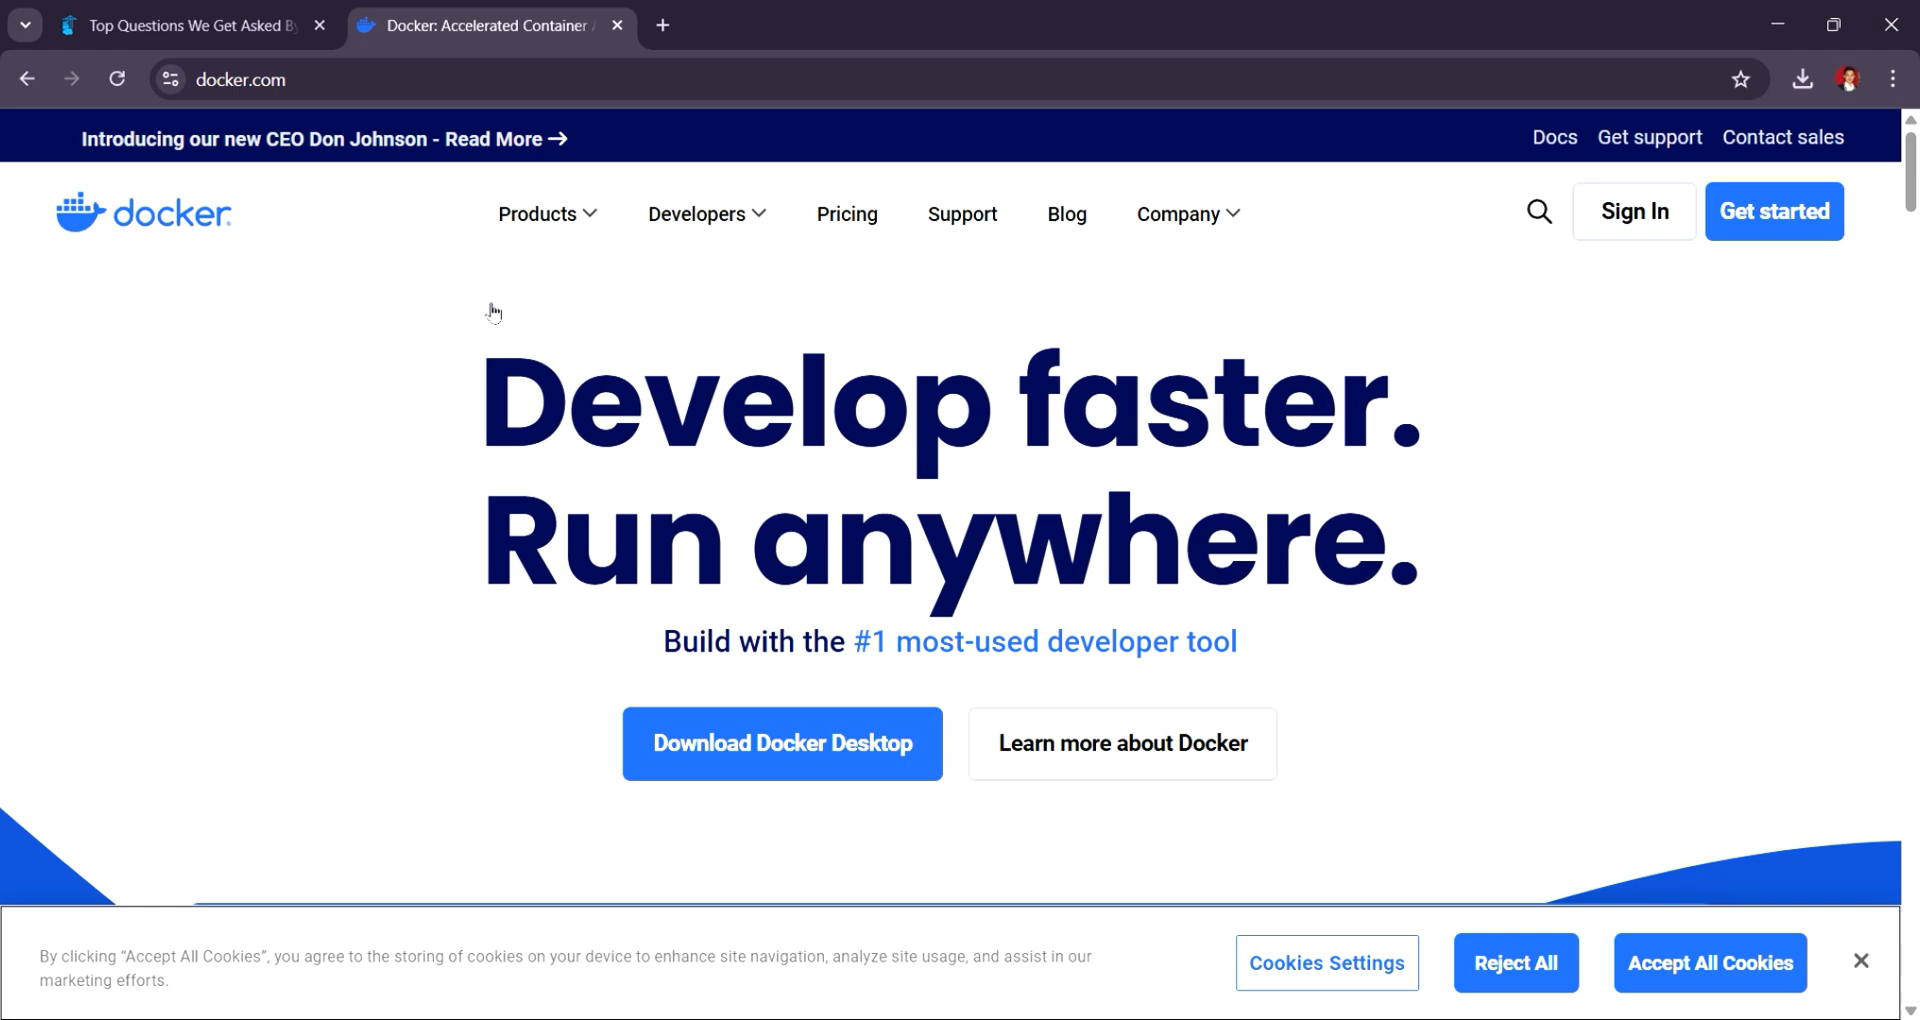 Top Questions We Get Asked By
Docker: Accelerated Container
docker.com
Introducing our new CEO Don Johnson - Read More →
Docs
Get support
Contact sales
docker
Products
Developers
Pricing
Support
Blog
Company
Sign In
Get started
Develop faster.
Run anywhere.
Build with the #1 most-used developer tool
Download Docker Desktop
Learn more about Docker
By clicking “Accept All Cookies”, you agree to the storing of cookies on your device to enhance site navigation, analyze site usage, and assist in our
marketing efforts.
Cookies Settings
Reject All
Accept All Cookies